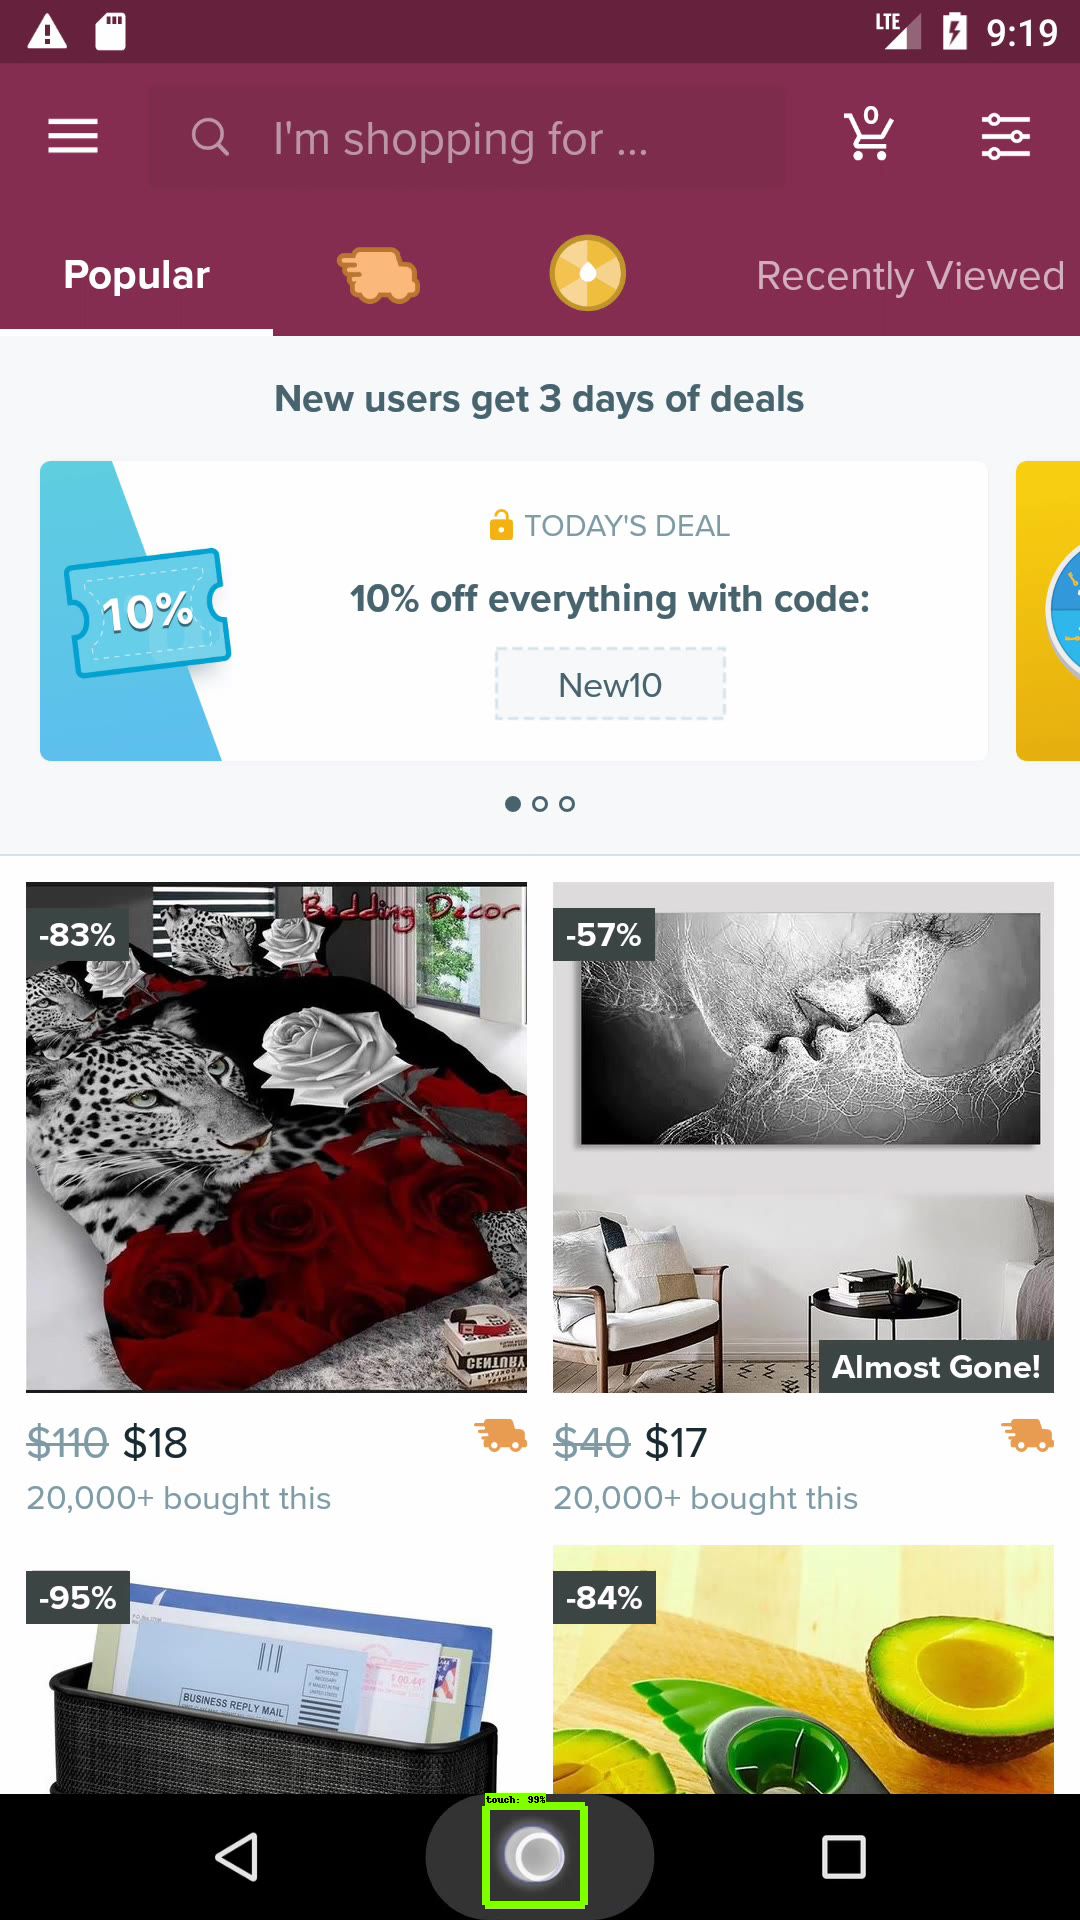 LTE 9:19
I'm shopping for ...
0
Popular
Recently Viewed
New users get 3 days of deals
TODAY'S DEAL
10%
10% off everything with code:
New10
Bedding Decor
-83%
-57%
CENTURY
Almost Gone!
$110 $18
$40 $17
20,000+ bought this
20,000+ bought this
-95%
-84%
$00.44
BUSINESS REPLY MAIL
touch: 99%